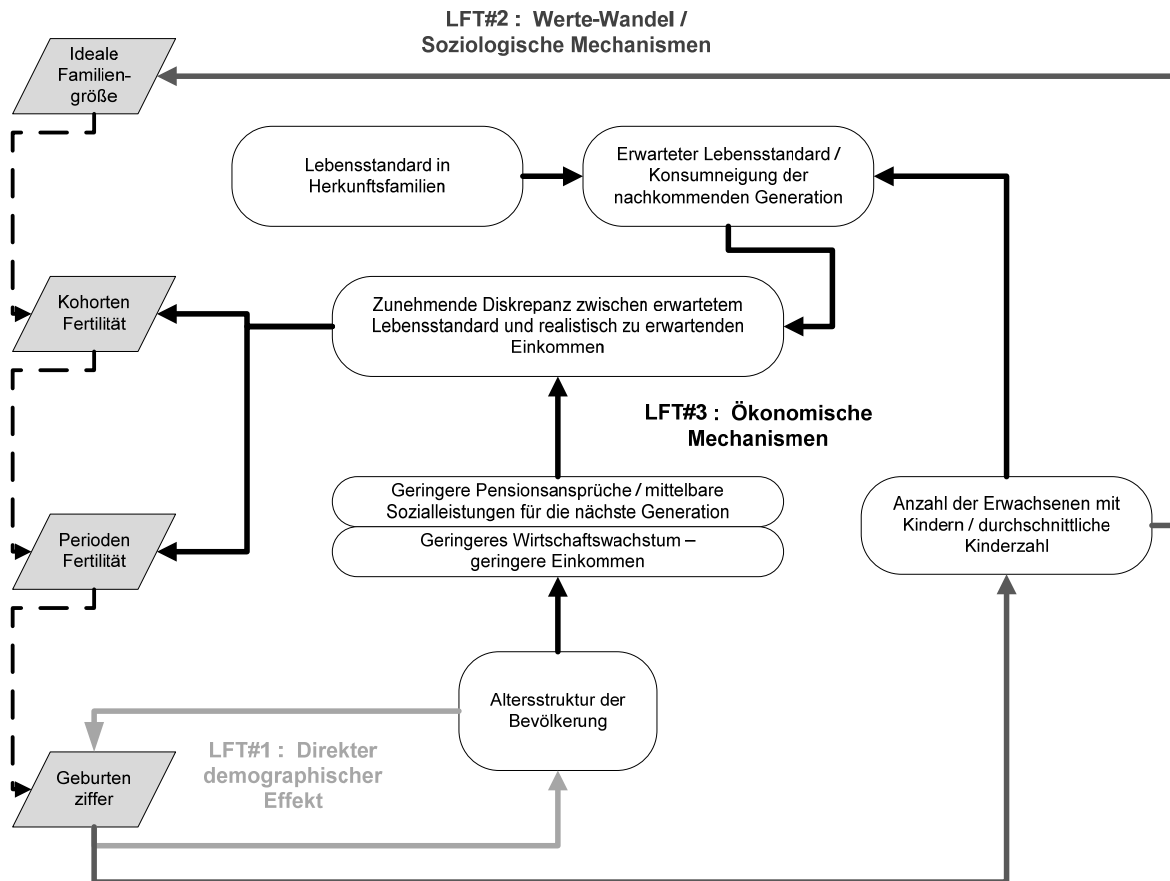 LFT#2 : Werte-Wandel /
Soziologische Mechanismen
Ideale
Familien-
größe
Lebensstandard in
Herkunftsfamilien
Erwarteter Lebensstandard /
Konsumneigung der
nachkommenden Generation
Kohorten
Fertilität
Zunehmende Diskrepanz zwischen erwartetem
Lebensstandard und realistisch zu erwartenden
Einkommen
LFT#3 : Ökonomische
Mechanismen
Geringere Pensionsansprüche / mittelbare
Sozialleistungen für die nächste Generation
Geringeres Wirtschaftswachstum –
geringere Einkommen
Anzahl der Erwachsenen mit
Kindern / durchschnittliche
Kinderzahl
Perioden
Fertilität
Altersstruktur der
Bevölkerung
LFT#1 : Direkter
demographischer
Effekt
Geburten
ziffer